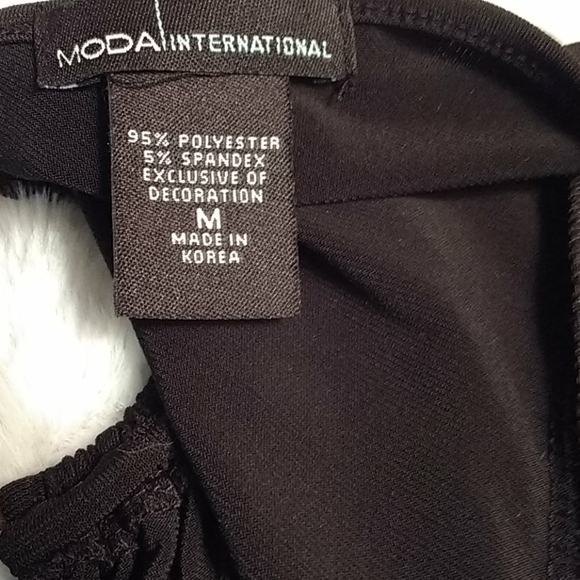 MODA INTERNATIONAL
95% POLYESTER
5% SPANDEX
EXCLUSIVE OF
DECORATION
M
MADE IN
KOREA